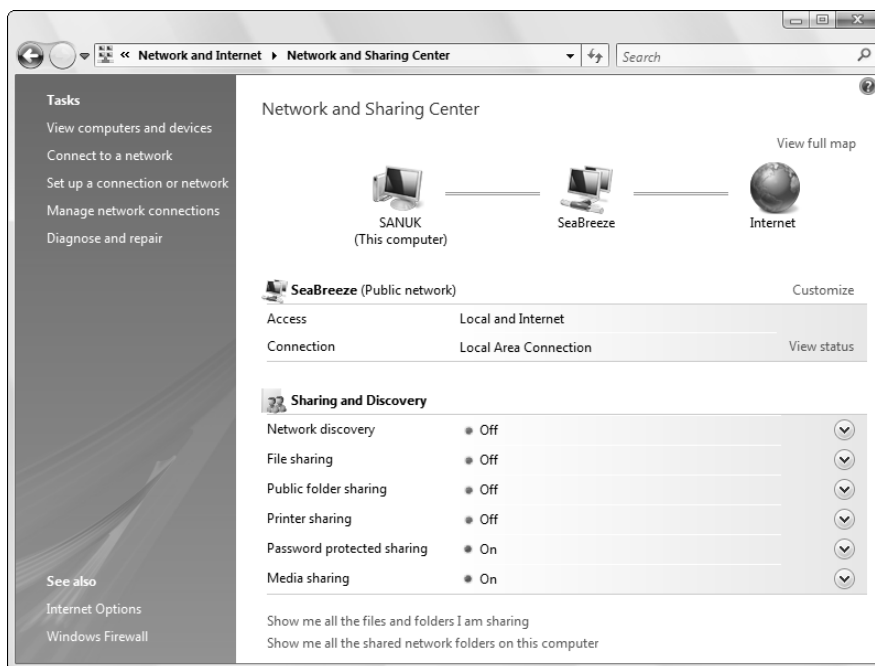 « Network and Internet Network and Sharing Center
Search
Tasks
View computers and devices
Connect to a network
Set up a connection or network
Manage network connections
Diagnose and repair
See also
Internet Options
Windows Firewall
Network and Sharing Center
View full map
SANUK
(This computer)
SeaBreeze
Internet
SeaBreeze (Public network) Customize
Access Local and Internet
Connection Local Area Connection View status
Sharing and Discovery
Network discovery Off
File sharing Off
Public folder sharing Off
Printer sharing Off
Password protected sharing On
Media sharing On
Show me all the files and folders I am sharing
Show me all the shared network folders on this computer